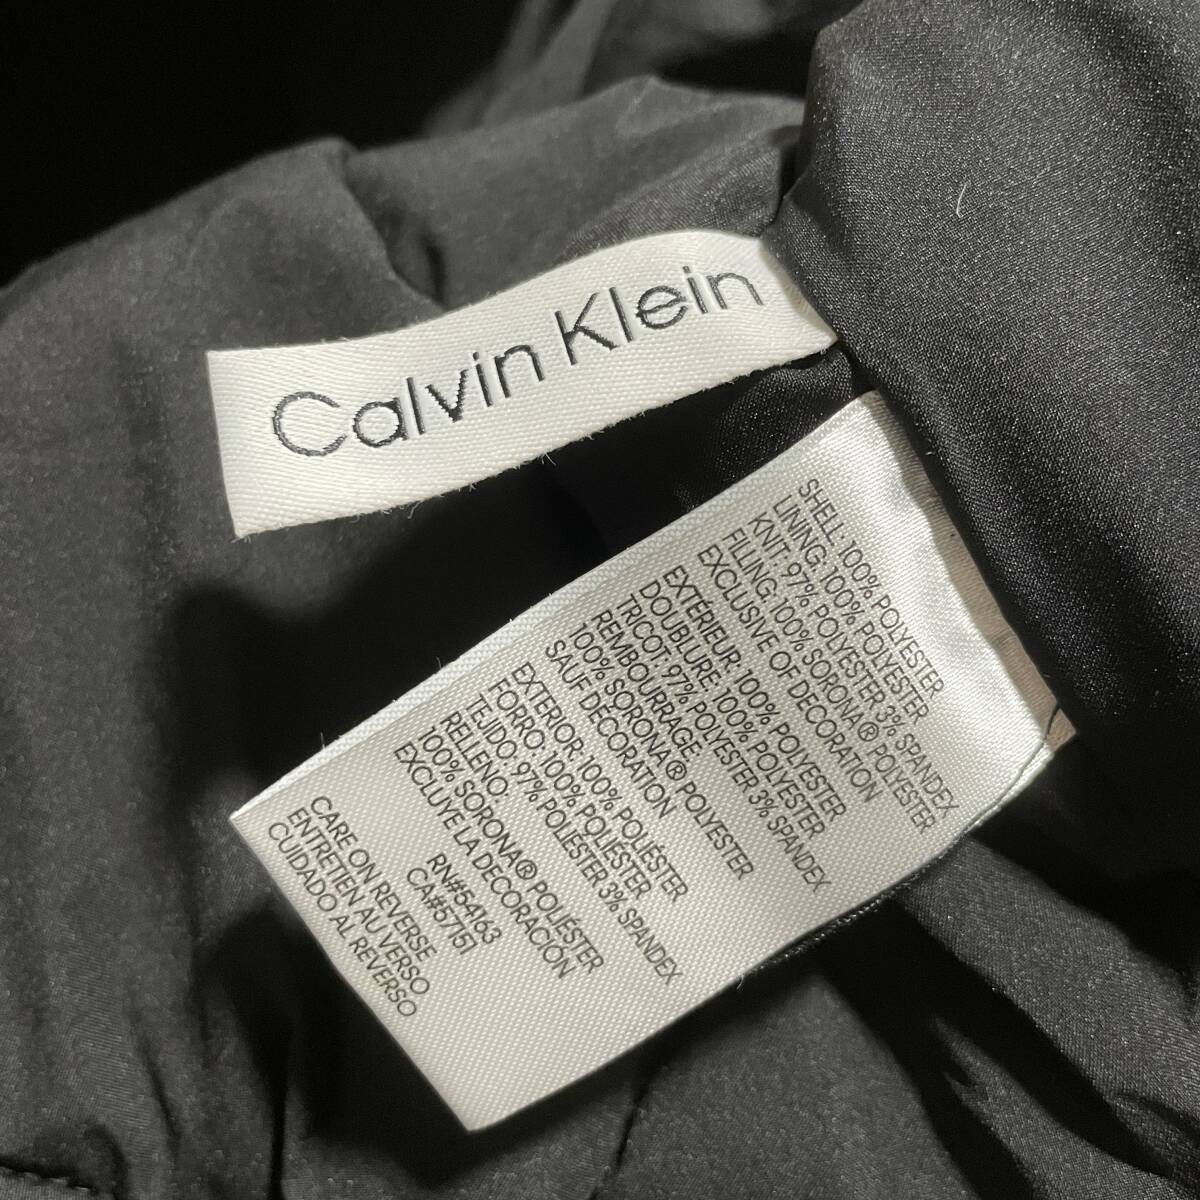 Calvin Klein
SHELL: 100% POLYESTER
LINING: 100% POLYESTER
KNIT: 97% POLYESTER 3% SPANDEX
FILLING: 100% SORONA® POLYESTER
EXCLUSIVE OF DECORATION
EXTÉRIEUR: 100% POLYESTER
DOUBLURE: 100% POLYESTER
TRICOT: 97% POLYESTER 3% SPANDEX
REMBOURRAGE:
100% SORONA® POLYESTER
SAUF DÉCORATION
EXTERIOR: 100% POLIÉSTER
FORRO: 100% POLIÉSTER
TEJIDO: 97% POLIÉSTER 3% SPANDEX
RELLENO:
100% SORONA® POLIÉSTER
EXCLUYE LA DECORACIÓN
RN#54163
CA#57151
CARE ON REVERSE
ENTRETIEN AU VERSO
CUIDADO AL REVERSO